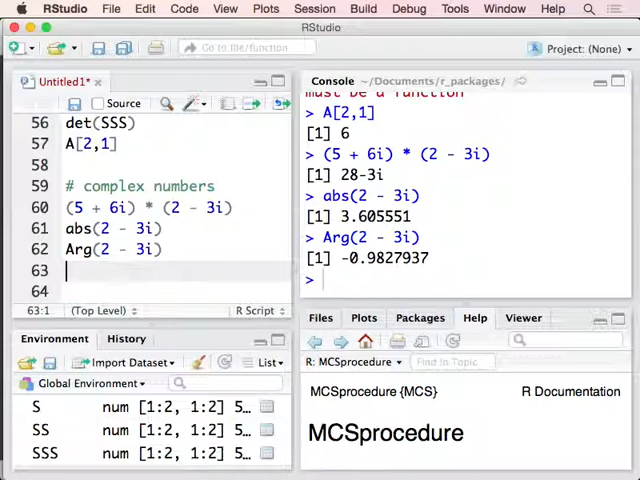 RStudio File Edit Code View Plots Session Build Debug Tools Window Help
RStudio
Go to file/function
Project: (None)
Untitled1*
Source
56 det(SSS)
57 A[2,1]
58
59 # complex numbers
60 (5 + 6i) * (2 - 3i)
61 abs(2 - 3i)
62 Arg(2 - 3i)
63
64
63:1 (Top Level) R Script
Console ~/Documents/r_packages/
must be a function
> A[2,1]
[1] 6
> (5 + 6i) * (2 - 3i)
[1] 28-3i
> abs(2 - 3i)
[1] 3.605551
> Arg(2 - 3i)
[1] -0.9827937
>
Environment History
Import Dataset
List
Global Environment
S num [1:2, 1:2] 5…
SS num [1:2, 1:2] 5…
SSS num [1:2, 1:2] 5…
Files Plots Packages Help Viewer
R: MCSprocedure
Find in Topic
MCSprocedure {MCS} R Documentation
MCSprocedure